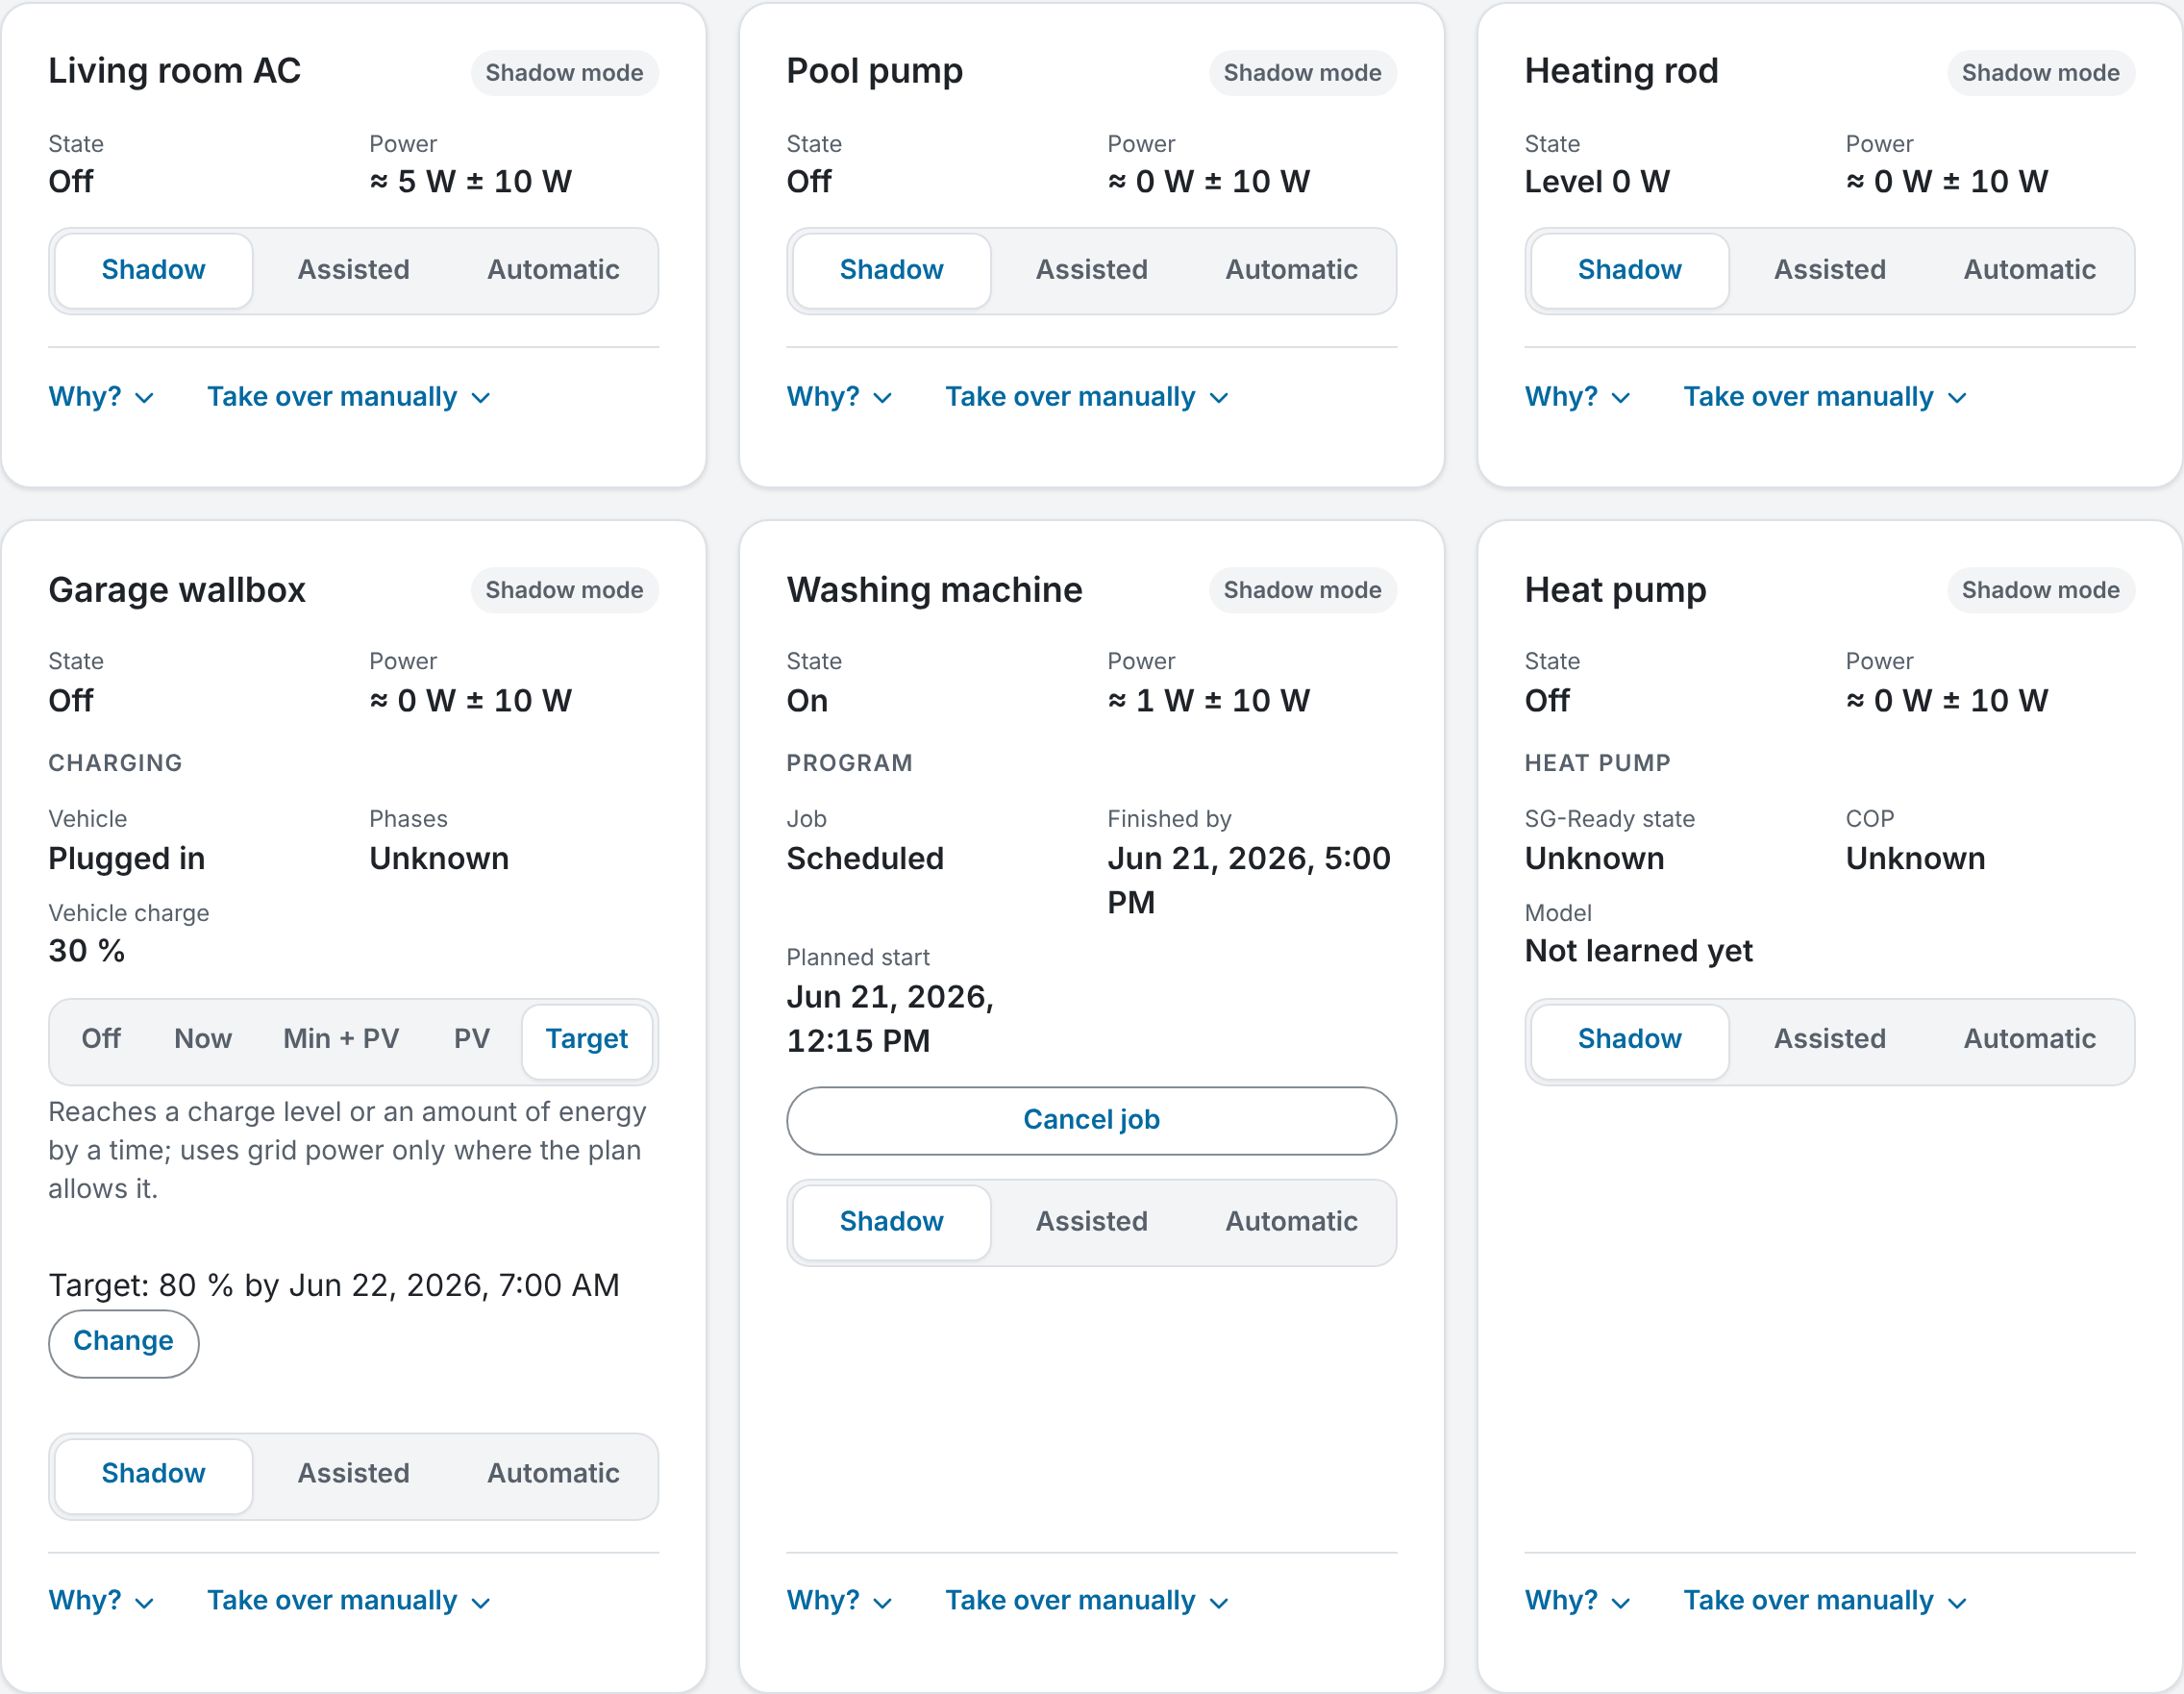 Living room AC
Shadow mode
State
Power
Off
≈ 5 W ± 10 W
Shadow
Assisted
Automatic
Why?
Take over manually
Pool pump
Shadow mode
State
Power
Off
≈ 0 W ± 10 W
Shadow
Assisted
Automatic
Why?
Take over manually
Heating rod
Shadow mode
State
Power
Level 0 W
≈ 0 W ± 10 W
Shadow
Assisted
Automatic
Why?
Take over manually
Garage wallbox
Shadow mode
State
Power
Off
≈ 0 W ± 10 W
CHARGING
Vehicle
Phases
Plugged in
Unknown
Vehicle charge
30 %
Off
Now
Min + PV
PV
Target
Reaches a charge level or an amount of energy
by a time; uses grid power only where the plan
allows it.
Target: 80 % by Jun 22, 2026, 7:00 AM
Change
Shadow
Assisted
Automatic
Why?
Take over manually
Washing machine
Shadow mode
State
Power
On
≈ 1 W ± 10 W
PROGRAM
Job
Finished by
Scheduled
Jun 21, 2026, 5:00
PM
Planned start
Jun 21, 2026,
12:15 PM
Cancel job
Shadow
Assisted
Automatic
Why?
Take over manually
Heat pump
Shadow mode
State
Power
Off
≈ 0 W ± 10 W
HEAT PUMP
SG-Ready state
COP
Unknown
Unknown
Model
Not learned yet
Shadow
Assisted
Automatic
Why?
Take over manually